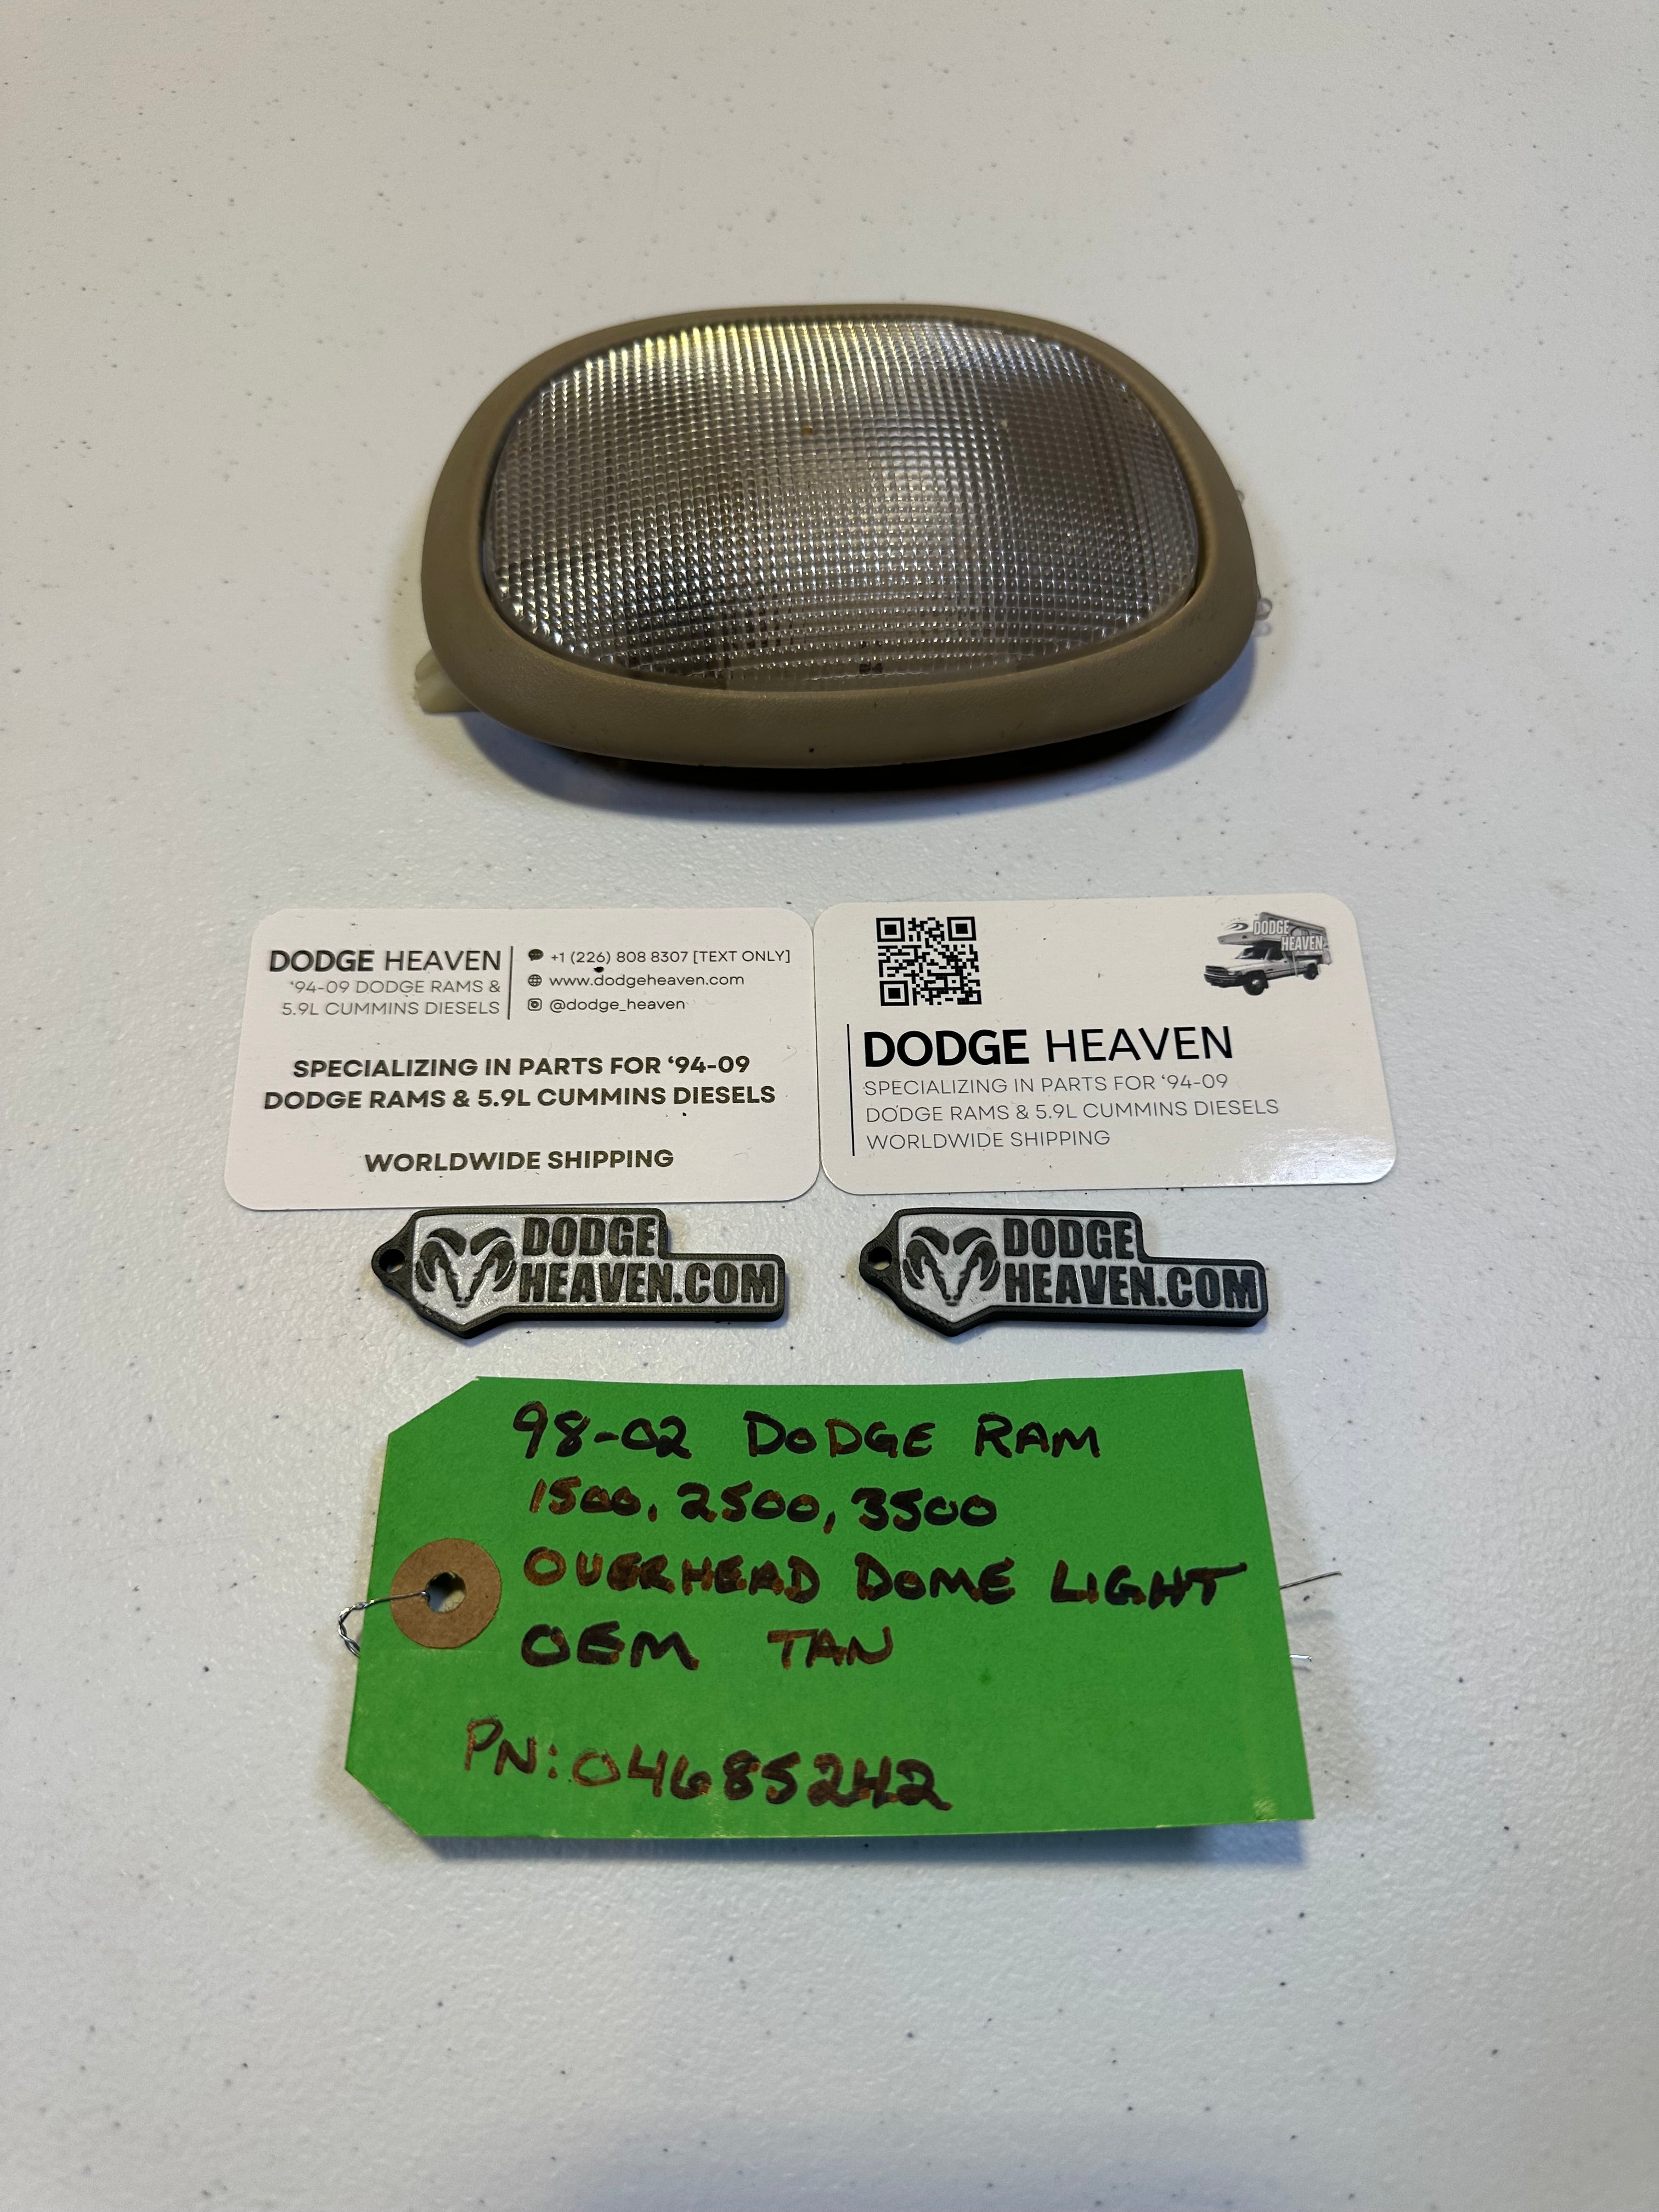 DODGE HEAVEN
'94-09 DODGE RAMS &
5.9L CUMMINS DIESELS
+1 (226) 808 8307 [TEXT ONLY]
www.dodgeheaven.com
@dodge_heaven
SPECIALIZING IN PARTS FOR '94-09
DODGE RAMS & 5.9L CUMMINS DIESELS
WORLDWIDE SHIPPING
DODGE
HEAVEN
DODGE HEAVEN
SPECIALIZING IN PARTS FOR '94-09
DODGE RAMS & 5.9L CUMMINS DIESELS
WORLDWIDE SHIPPING
DODGE
HEAVEN.COM
DODGE
HEAVEN.COM
98-02 DODGE RAM
1500, 2500, 3500
OVERHEAD DOME LIGHT
OEM TAN
PN: 04685242